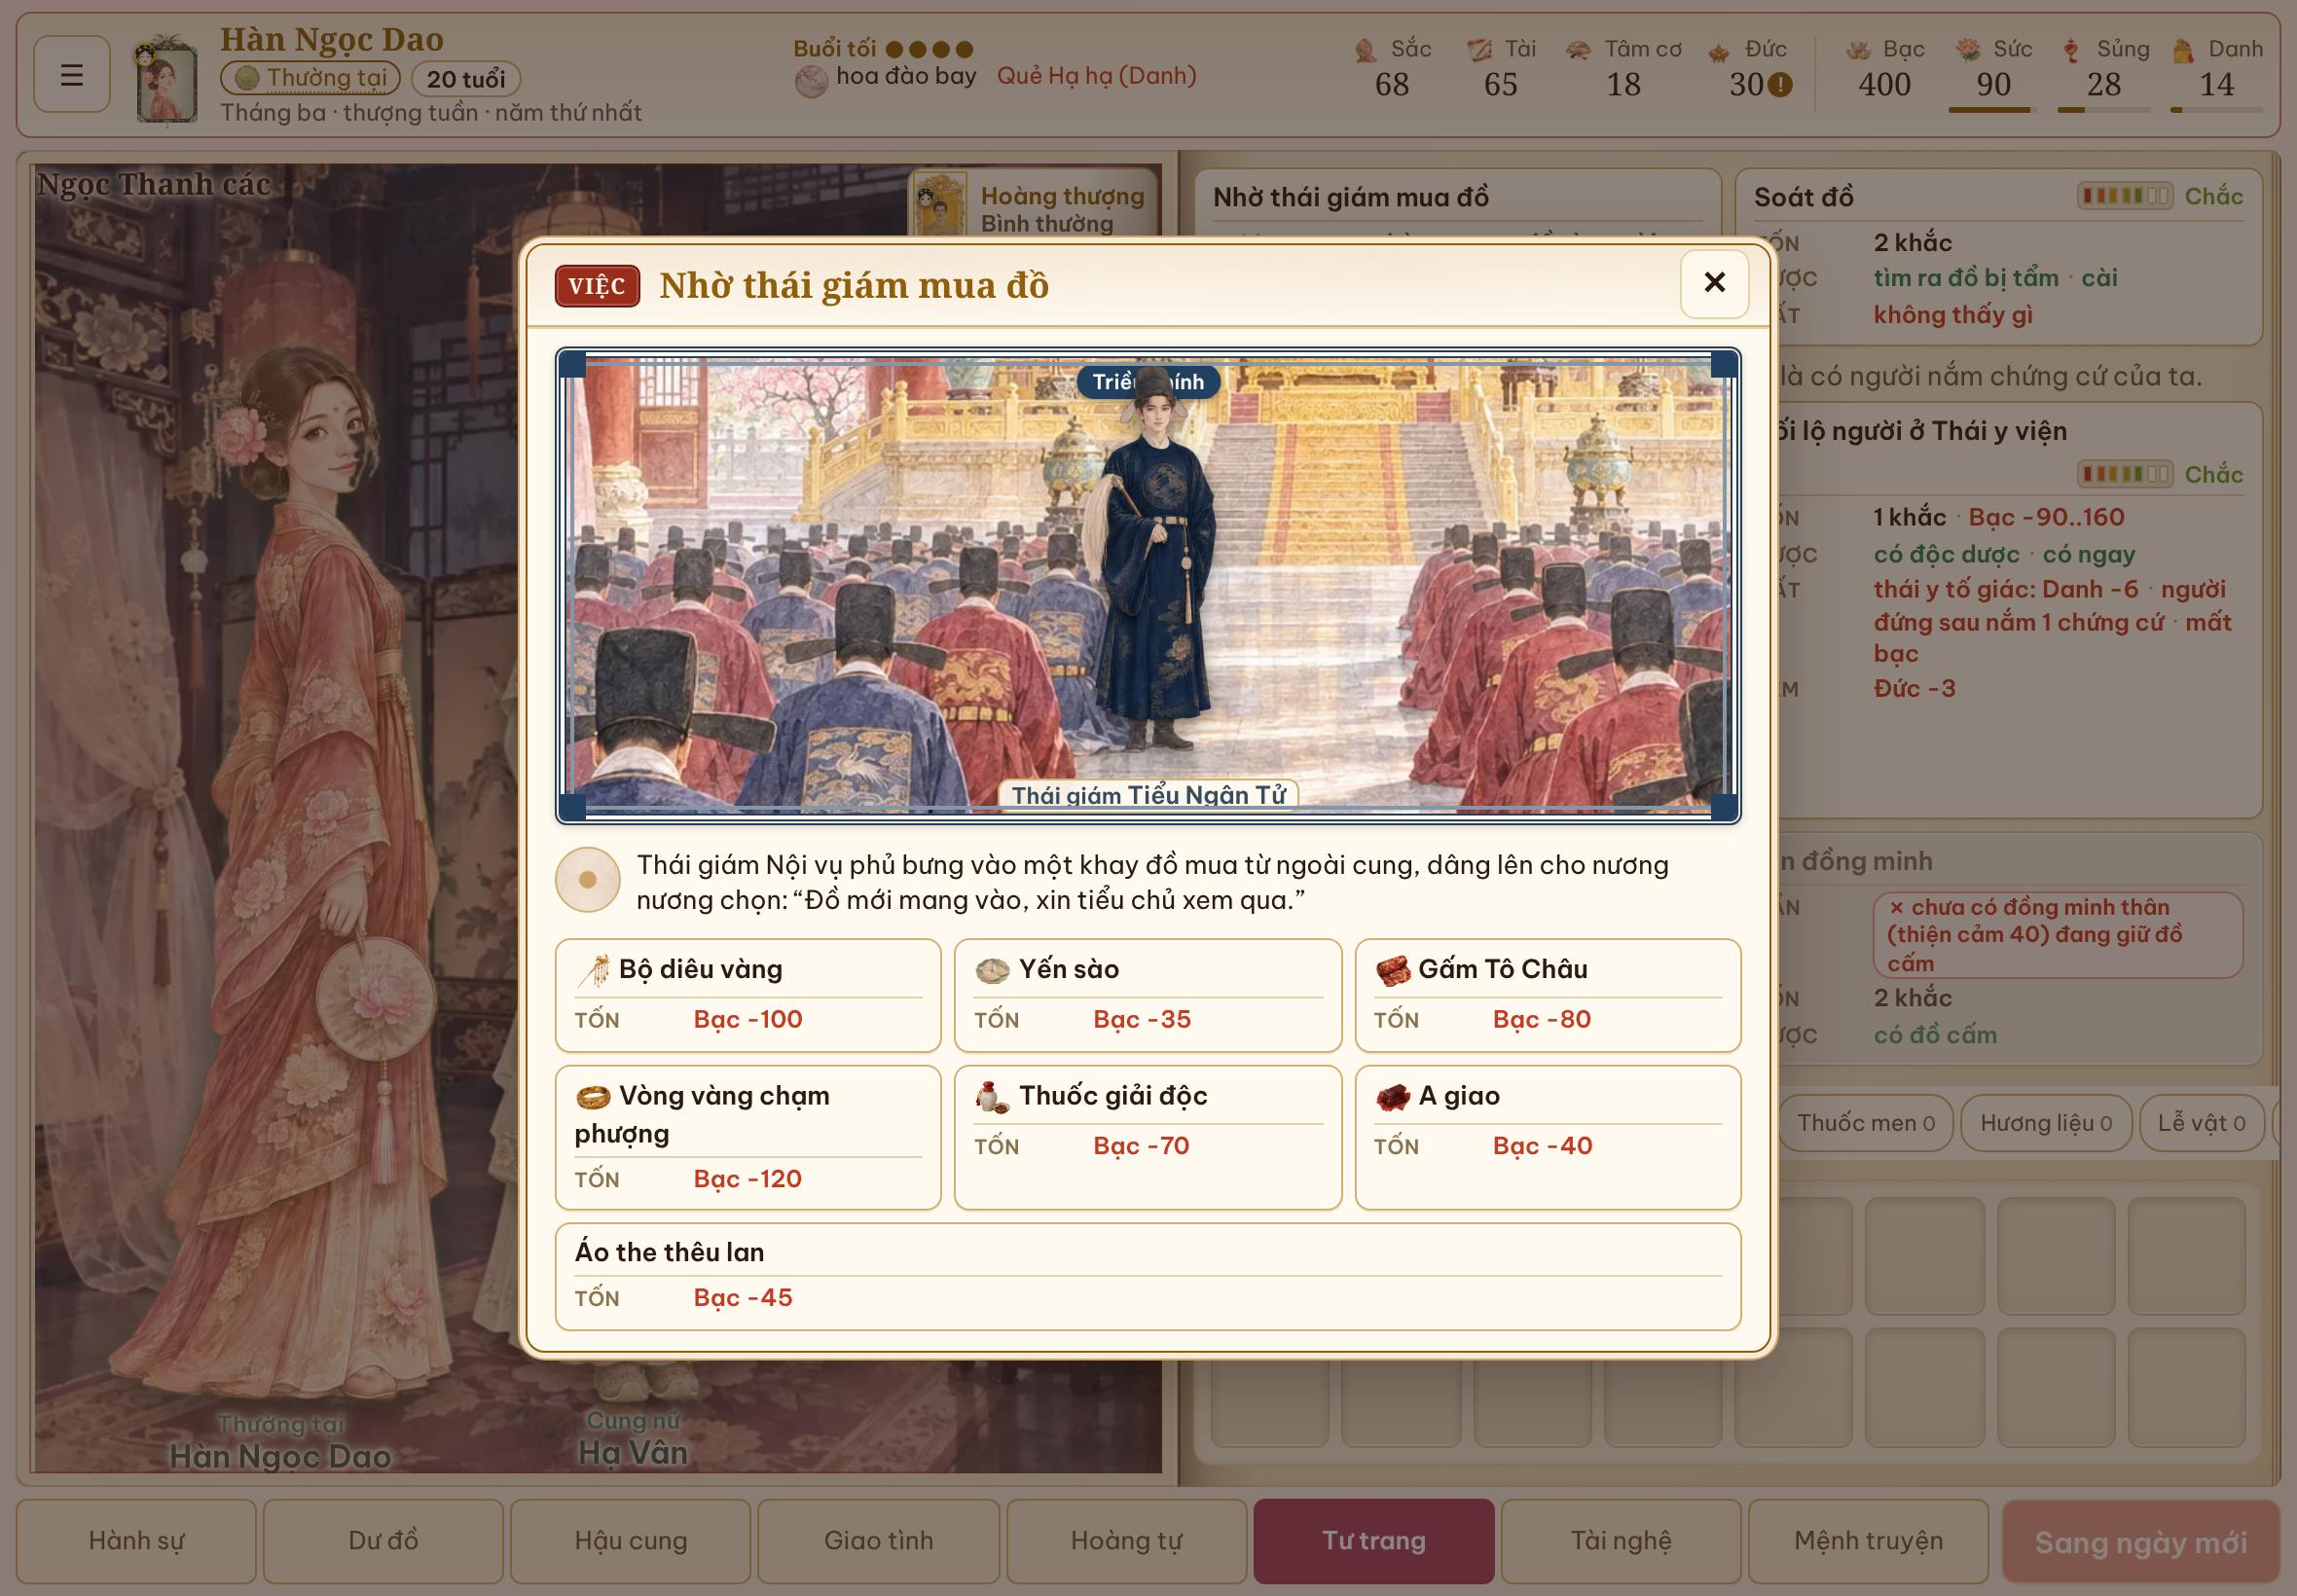 Hàn Ngọc Dao
Thường tại
20 tuổi
Tháng ba · thượng tuần · năm thứ nhất
Buổi tối
hoa đào bay
Quẻ Hạ hạ (Danh)
Sắc
68
Tài
65
Tâm cơ
18
Đức
30
!
Bạc
400
Sức
90
Sủng
28
Danh
14
Ngọc Thanh các
Hoàng thượng
Bình thường
Nhờ thái giám mua đồ
Soát đồ
Chắc
2 khắc
tìm ra đồ bị tẩm · cài
không thấy gì
là có người nắm chứng cứ của ta.
lộ người ở Thái y viện
Chắc
1 khắc · Bạc -90..160
có độc dược · có ngay
thái y tố giác: Danh -6 · người
đứng sau nắm 1 chứng cứ · mất
bạc
Đức -3
đồng minh
× chưa có đồng minh thân
(thiện cảm 40) đang giữ đồ
cấm
2 khắc
có đồ cấm
Thuốc men 0
Hương liệu 0
Lễ vật 0
VIỆC
Nhờ thái giám mua đồ
×
Thái giám Tiểu Ngân Tử
Thái giám Nội vụ phủ bưng vào một khay đồ mua từ ngoài cung, dâng lên cho nương
nương chọn: “Đồ mới mang vào, xin tiểu chủ xem qua.”
Bộ diêu vàng
TỐN Bạc -100
Yến sào
TỐN Bạc -35
Gấm Tô Châu
TỐN Bạc -80
Vòng vàng chạm
phượng
TỐN Bạc -120
Thuốc giải độc
TỐN Bạc -70
A giao
TỐN Bạc -40
Áo the thêu lan
TỐN Bạc -45
Thường tại
Hàn Ngọc Dao
Cung nữ
Hạ Vân
Hành sự
Dư đồ
Hậu cung
Giao tình
Hoàng tự
Tư trang
Tài nghệ
Mệnh truyện
Sang ngày mới